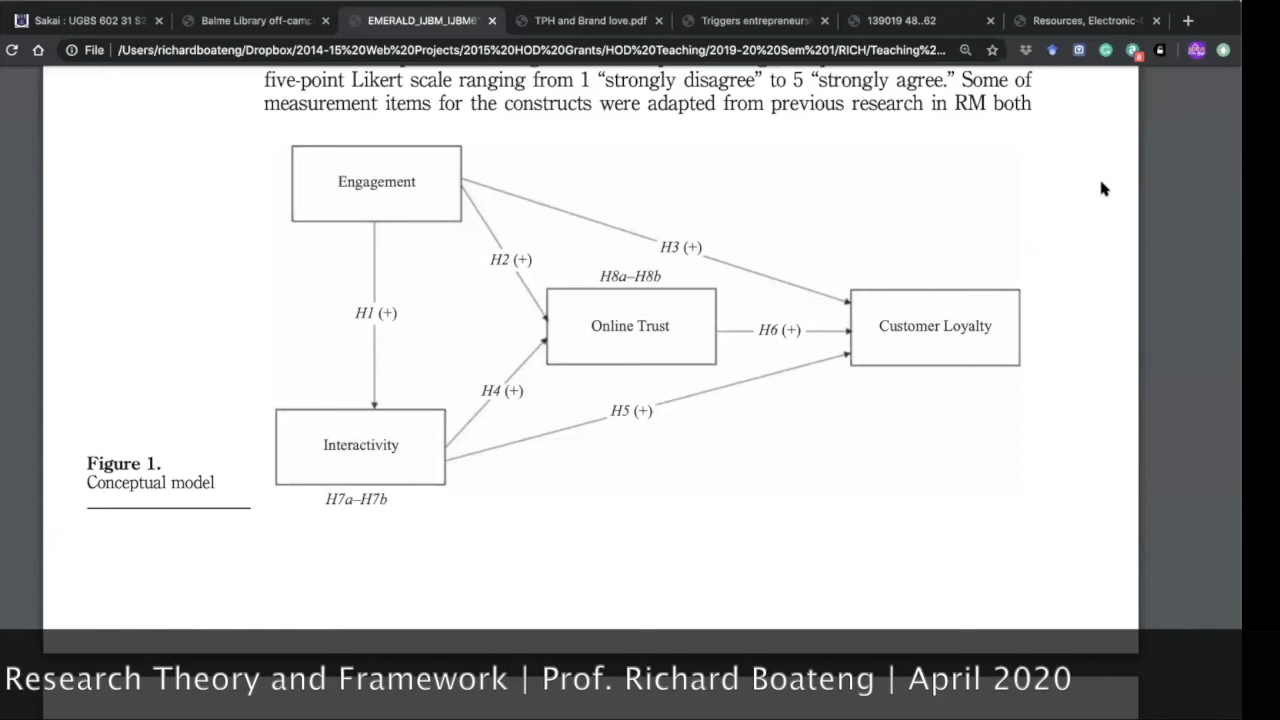 Sakai : UGBS 602 31 S2
Balme Library off-camp
EMERALD_IJBM_IJBM6
TPH and Brand love.pdf
Triggers entrepreneurs
139019 48..62
Resources, Electronic-
File | /Users/richardboateng/Dropbox/2014-15%20Web%20Projects/2015%20HOD%20Grants/HOD%20Teaching/2019-20%20Sem%201/RICH/Teaching%2...
five-point Likert scale ranging from 1 “strongly disagree” to 5 “strongly agree.” Some of
measurement items for the constructs were adapted from previous research in RM both
Engagement
H3 (+)
H2 (+)
H8a–H8b
H1 (+)
Online Trust
H6 (+)
Customer Loyalty
H4 (+)
H5 (+)
Interactivity
H7a–H7b
Figure 1.
Conceptual model
Research Theory and Framework | Prof. Richard Boateng | April 2020